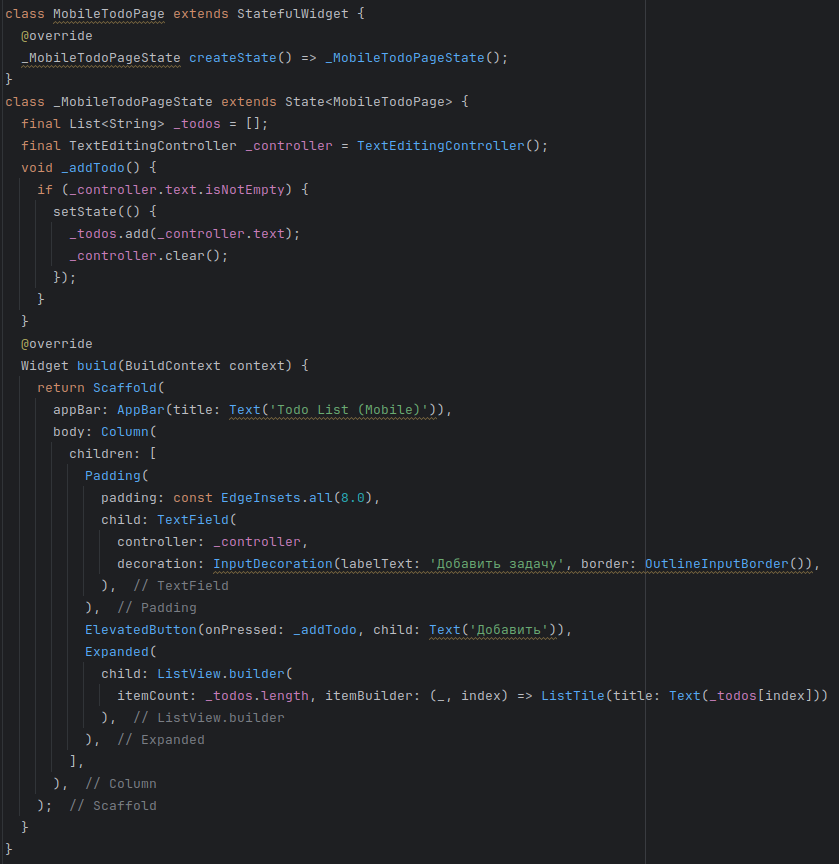 class MobileTodoPage extends StatefulWidget {
  @override
  _MobileTodoPageState createState() => _MobileTodoPageState();
}
class _MobileTodoPageState extends State<MobileTodoPage> {
  final List<String> _todos = [];
  final TextEditingController _controller = TextEditingController();
  void _addTodo() {
    if (_controller.text.isNotEmpty) {
      setState(() {
        _todos.add(_controller.text);
        _controller.clear();
      });
    }
  }
  @override
  Widget build(BuildContext context) {
    return Scaffold(
      appBar: AppBar(title: Text('Todo List (Mobile)')),
      body: Column(
        children: [
          Padding(
            padding: const EdgeInsets.all(8.0),
            child: TextField(
              controller: _controller,
              decoration: InputDecoration(labelText: 'Добавить задачу', border: OutlineInputBorder()),
            ),  // TextField
          ),  // Padding
          ElevatedButton(onPressed: _addTodo, child: Text('Добавить')),
          Expanded(
            child: ListView.builder(
              itemCount: _todos.length, itemBuilder: (_, index) => ListTile(title: Text(_todos[index]))
            ),  // ListView.builder
          ),  // Expanded
        ],
      ),  // Column
    );  // Scaffold
  }
}